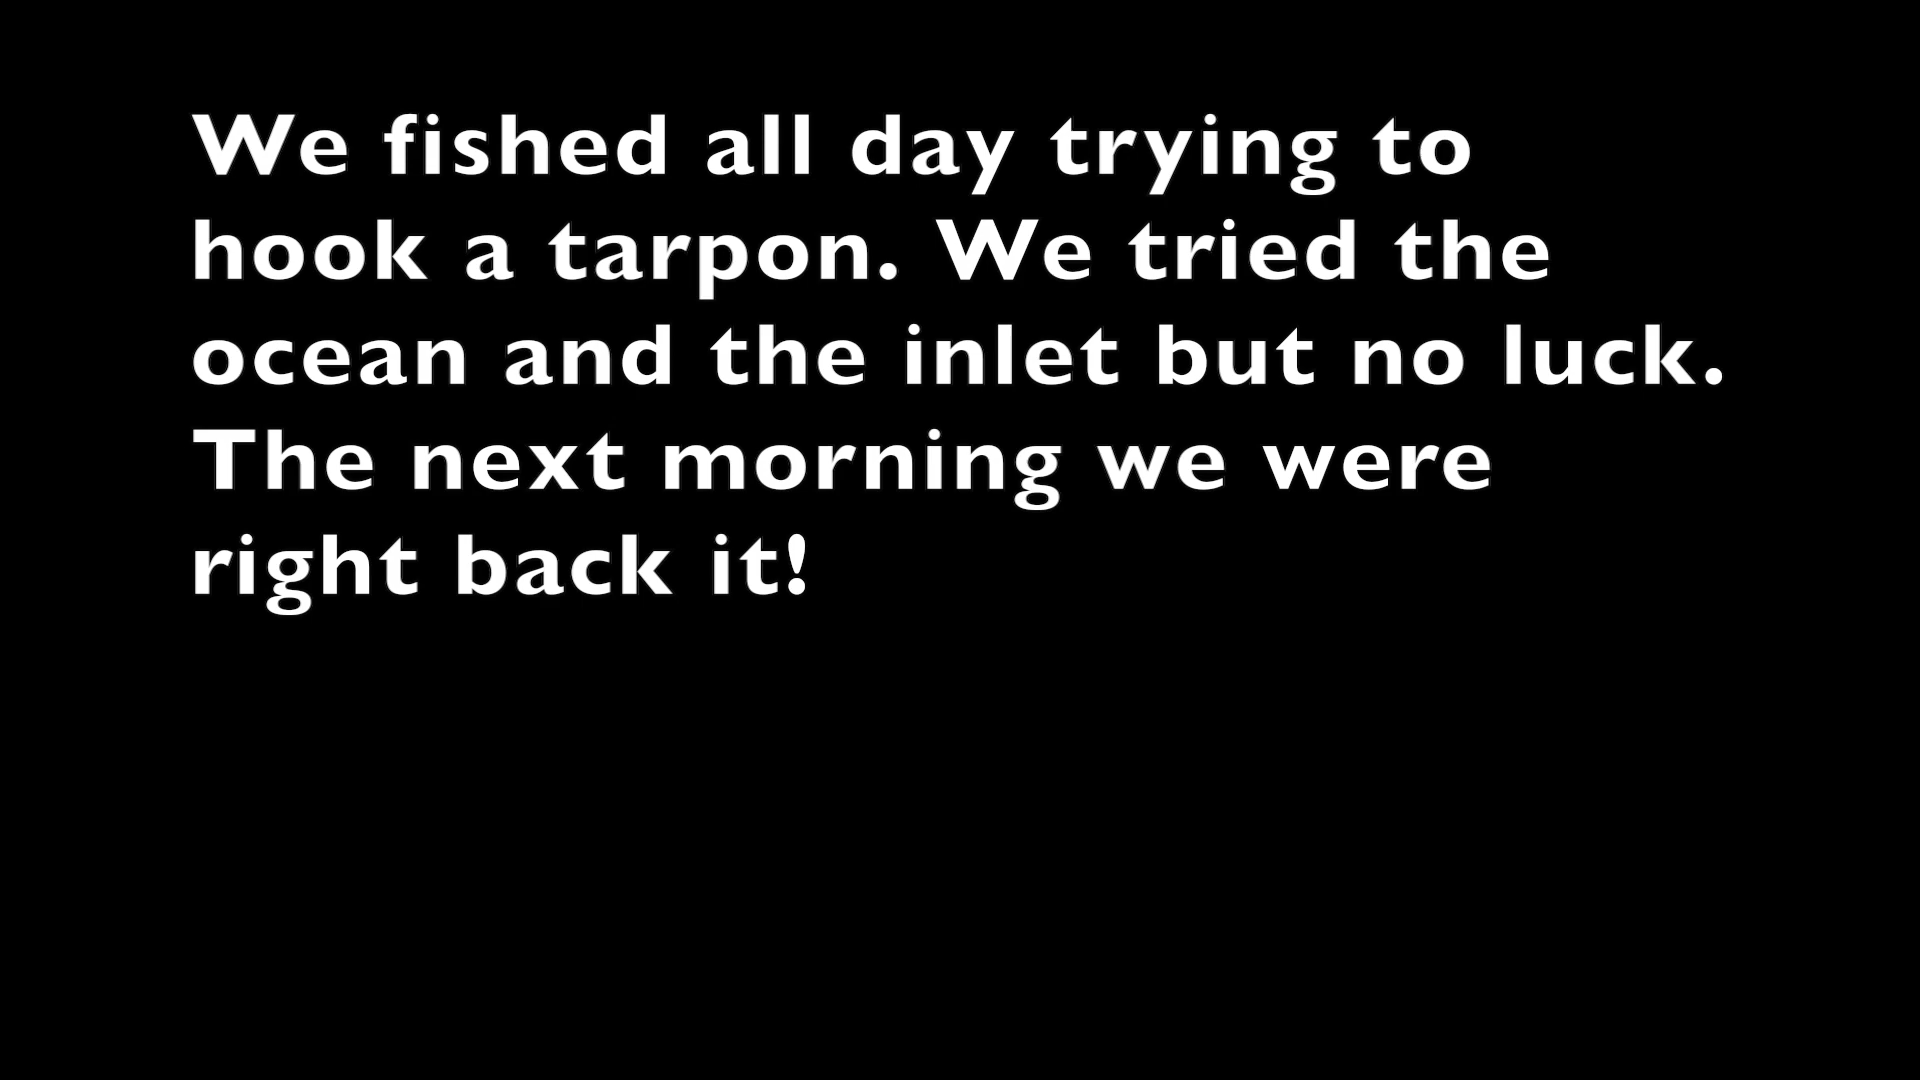 We fished all day trying to
hook a tarpon. We tried the
ocean and the inlet but no luck.
The next morning we were
right back it!